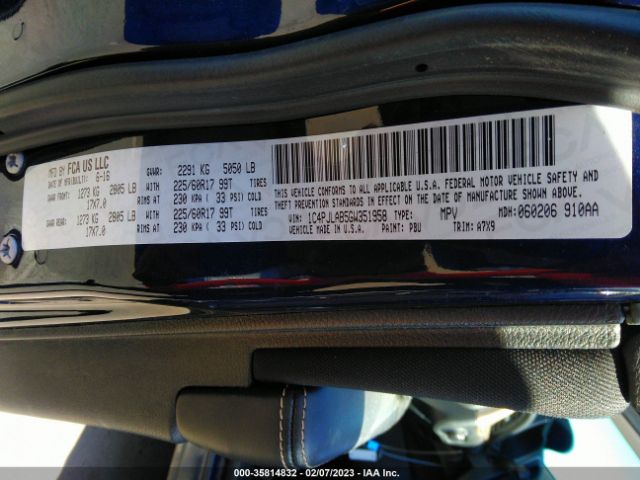 MFD BY FCA US LLC
DATE OF MFR: 6-16
GVWR: 2291 KG 5050 LB
GAWR FRONT: 1273 KG 2805 LB WITH 225/60R17 99T TIRES
17X7.0 RIMS AT 230 KPA ( 33 PSI) COLD
GAWR REAR: 1273 KG 2805 LB WITH 225/60R17 99T TIRES
17X7.0 RIMS AT 230 KPA ( 33 PSI) COLD
THIS VEHICLE CONFORMS TO ALL APPLICABLE U.S.A. FEDERAL MOTOR VEHICLE SAFETY AND
THEFT PREVENTION STANDARDS IN EFFECT ON THE DATE OF MANUFACTURE SHOWN ABOVE.
VIN: 1C4PJLAB5GW351958 TYPE: MPV MDH: 060206 910AA
VEHICLE MADE IN U.S.A. PAINT: PBU TRIM: A7X9
000-35814832 - 02/07/2023 - IAA Inc.